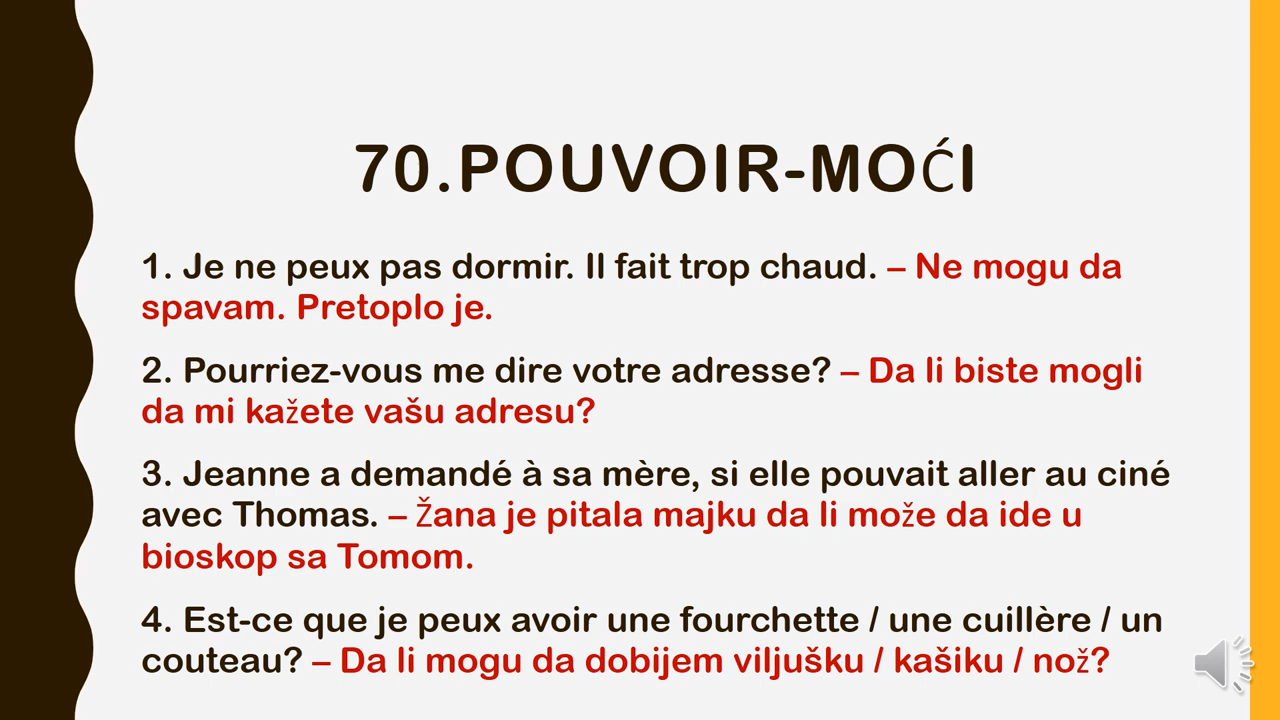 70.POUVOIR-MOĆI
1. Je ne peux pas dormir. Il fait trop chaud. – Ne mogu da
spavam. Pretoplo je.
2. Pourriez-vous me dire votre adresse? – Da li biste mogli
da mi kažete vašu adresu?
3. Jeanne a demandé à sa mère, si elle pouvait aller au ciné
avec Thomas. – Žana je pitala majku da li može da ide u
bioskop sa Tomom.
4. Est-ce que je peux avoir une fourchette / une cuillère / un
couteau? – Da li mogu da dobijem viljušku / kašiku / nož?